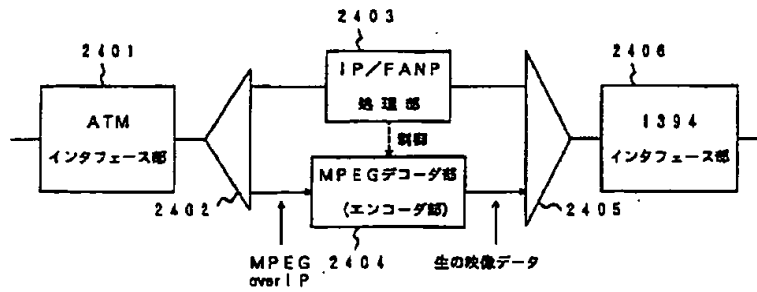 2403
2401
2406
IP/FANP
処理部
ATM
インタフェース部
1394
インタフェース部
制御
MPEGデコーダ部
(エンコーダ部)
2402
2405
MPEG
over IP
2404
生の映像データ